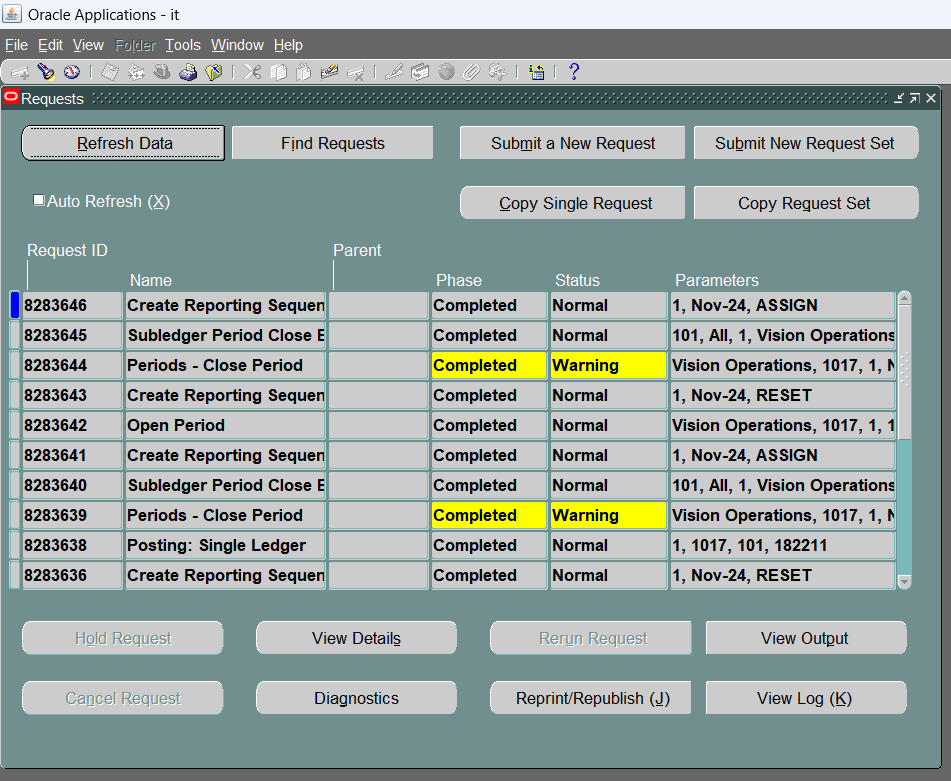 Oracle Applications - it
File Edit View Folder Tools Window Help
Requests
Refresh Data Find Requests Submit a New Request Submit New Request Set
Auto Refresh (X) Copy Single Request Copy Request Set
Request ID Parent
Name Phase Status Parameters
8283646 Create Reporting Sequen Completed Normal 1, Nov-24, ASSIGN
8283645 Subledger Period Close E Completed Normal 101, All, 1, Vision Operations
8283644 Periods - Close Period Completed Warning Vision Operations, 1017, 1, N
8283643 Create Reporting Sequen Completed Normal 1, Nov-24, RESET
8283642 Open Period Completed Normal Vision Operations, 1017, 1, 1
8283641 Create Reporting Sequen Completed Normal 1, Nov-24, ASSIGN
8283640 Subledger Period Close E Completed Normal 101, All, 1, Vision Operations
8283639 Periods - Close Period Completed Warning Vision Operations, 1017, 1, N
8283638 Posting: Single Ledger Completed Normal 1, 1017, 101, 182211
8283636 Create Reporting Sequen Completed Normal 1, Nov-24, RESET
Hold Request View Details Rerun Request View Output
Cancel Request Diagnostics Reprint/Republish (J) View Log (K)